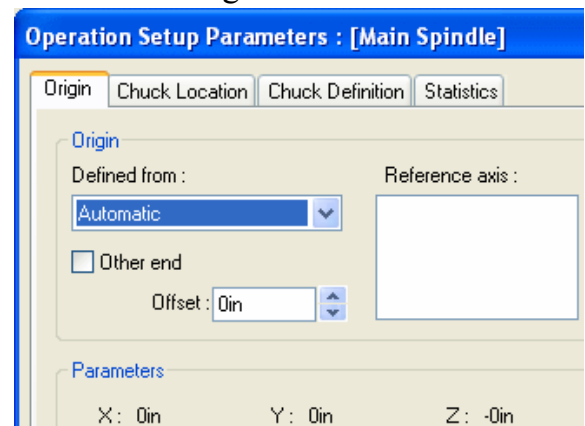 Operation Setup Parameters : [Main Spindle]
Origin Chuck Location Chuck Definition Statistics
Origin
Defined from : Reference axis :
Automatic
Other end
Offset : 0in
Parameters
X : 0in Y : 0in Z : -0in